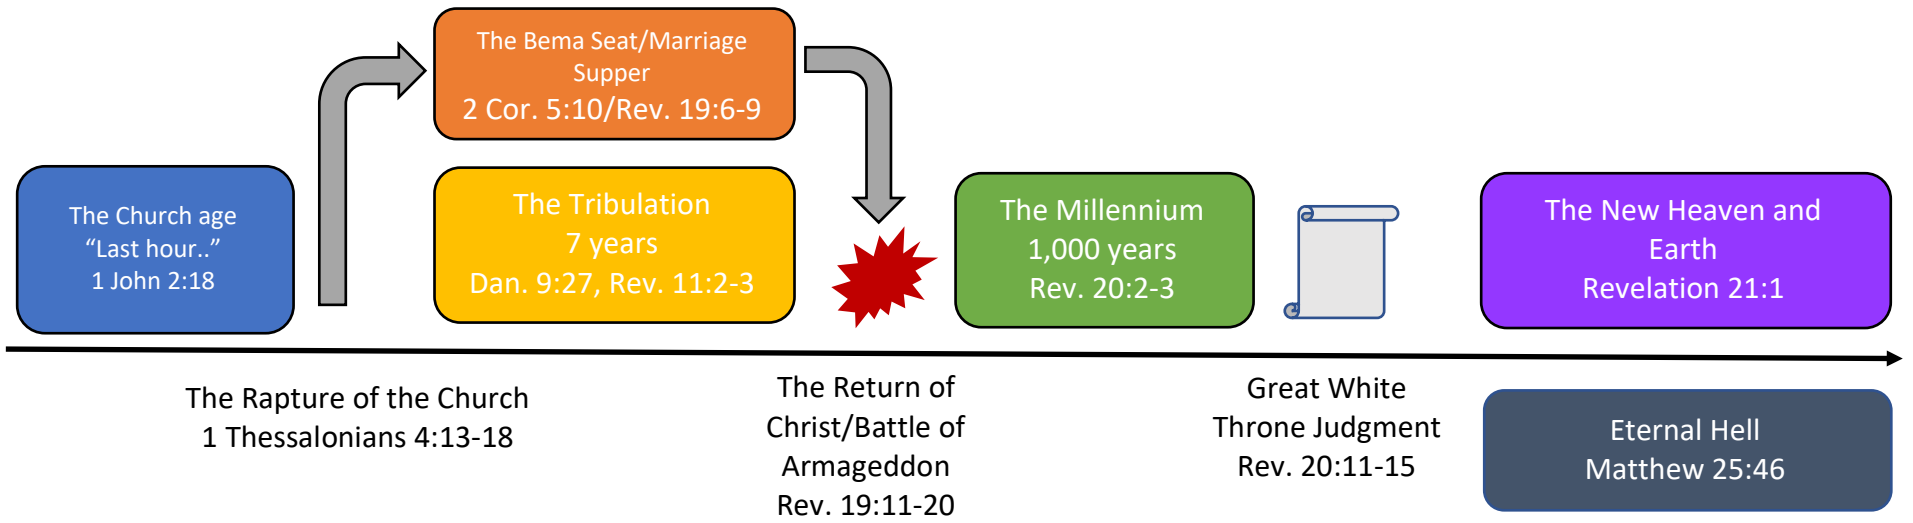 The Bema Seat/Marriage
Supper
2 Cor. 5:10/Rev. 19:6-9
The Church age
“Last hour..”
1 John 2:18
The Tribulation
7 years
Dan. 9:27, Rev. 11:2-3
The Millennium
1,000 years
Rev. 20:2-3
The New Heaven and
Earth
Revelation 21:1
The Rapture of the Church
1 Thessalonians 4:13-18
The Return of
Christ/Battle of
Armageddon
Rev. 19:11-20
Great White
Throne Judgment
Rev. 20:11-15
Eternal Hell
Matthew 25:46